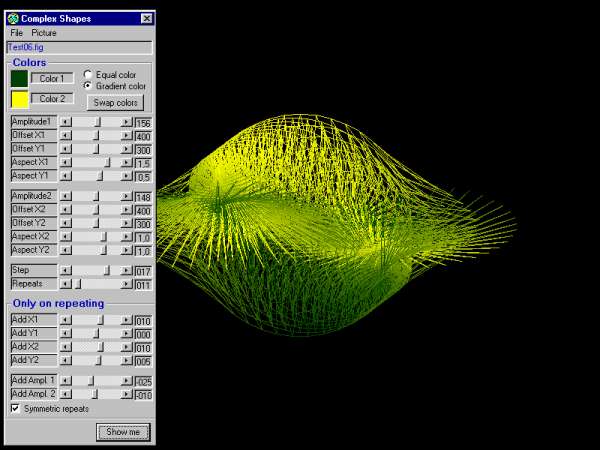 Complex Shapes
File Picture
Test06.fig
Colors
Color 1
Equal color
Gradient color
Color 2
Swap colors
Amplitude1 156
Offset X1 400
Offset Y1 300
Aspect X1 1,5
Aspect Y1 0,5
Amplitude2 148
Offset X2 400
Offset Y2 300
Aspect X2 1,0
Aspect Y2 1,0
Step 017
Repeats 011
Only on repeating
Add X1 010
Add Y1 000
Add X2 010
Add Y2 005
Add Ampl. 1 -025
Add Ampl. 2 -010
Symmetric repeats
Show me